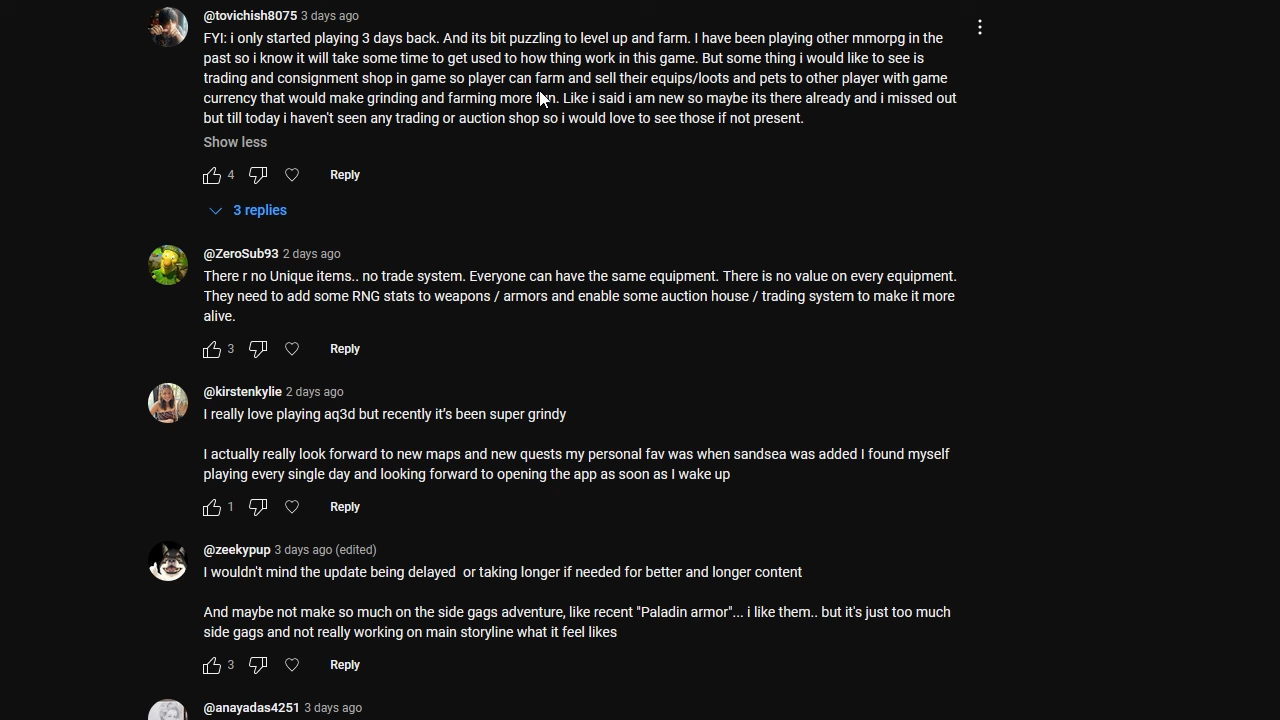 @tovichish8075 3 days ago
FYI: i only started playing 3 days back. And its bit puzzling to level up and farm. I have been playing other mmorpg in the
past so i know it will take some time to get used to how thing work in this game. But some thing i would like to see is
trading and consignment shop in game so player can farm and sell their equips/loots and pets to other player with game
currency that would make grinding and farming more fun. Like i said i am new so maybe its there already and i missed out
but till today i haven't seen any trading or auction shop so i would love to see those if not present.
Show less
4 Reply
3 replies
@ZeroSub93 2 days ago
There r no Unique items.. no trade system. Everyone can have the same equipment. There is no value on every equipment.
They need to add some RNG stats to weapons / armors and enable some auction house / trading system to make it more
alive.
3 Reply
@kirstenkylie 2 days ago
I really love playing aq3d but recently it's been super grindy
I actually really look forward to new maps and new quests my personal fav was when sandsea was added I found myself
playing every single day and looking forward to opening the app as soon as I wake up
1 Reply
@zeekypup 3 days ago (edited)
I wouldn't mind the update being delayed  or taking longer if needed for better and longer content
And maybe not make so much on the side gags adventure, like recent "Paladin armor"... i like them.. but it's just too much
side gags and not really working on main storyline what it feel likes
3 Reply
@anayadas4251 3 days ago